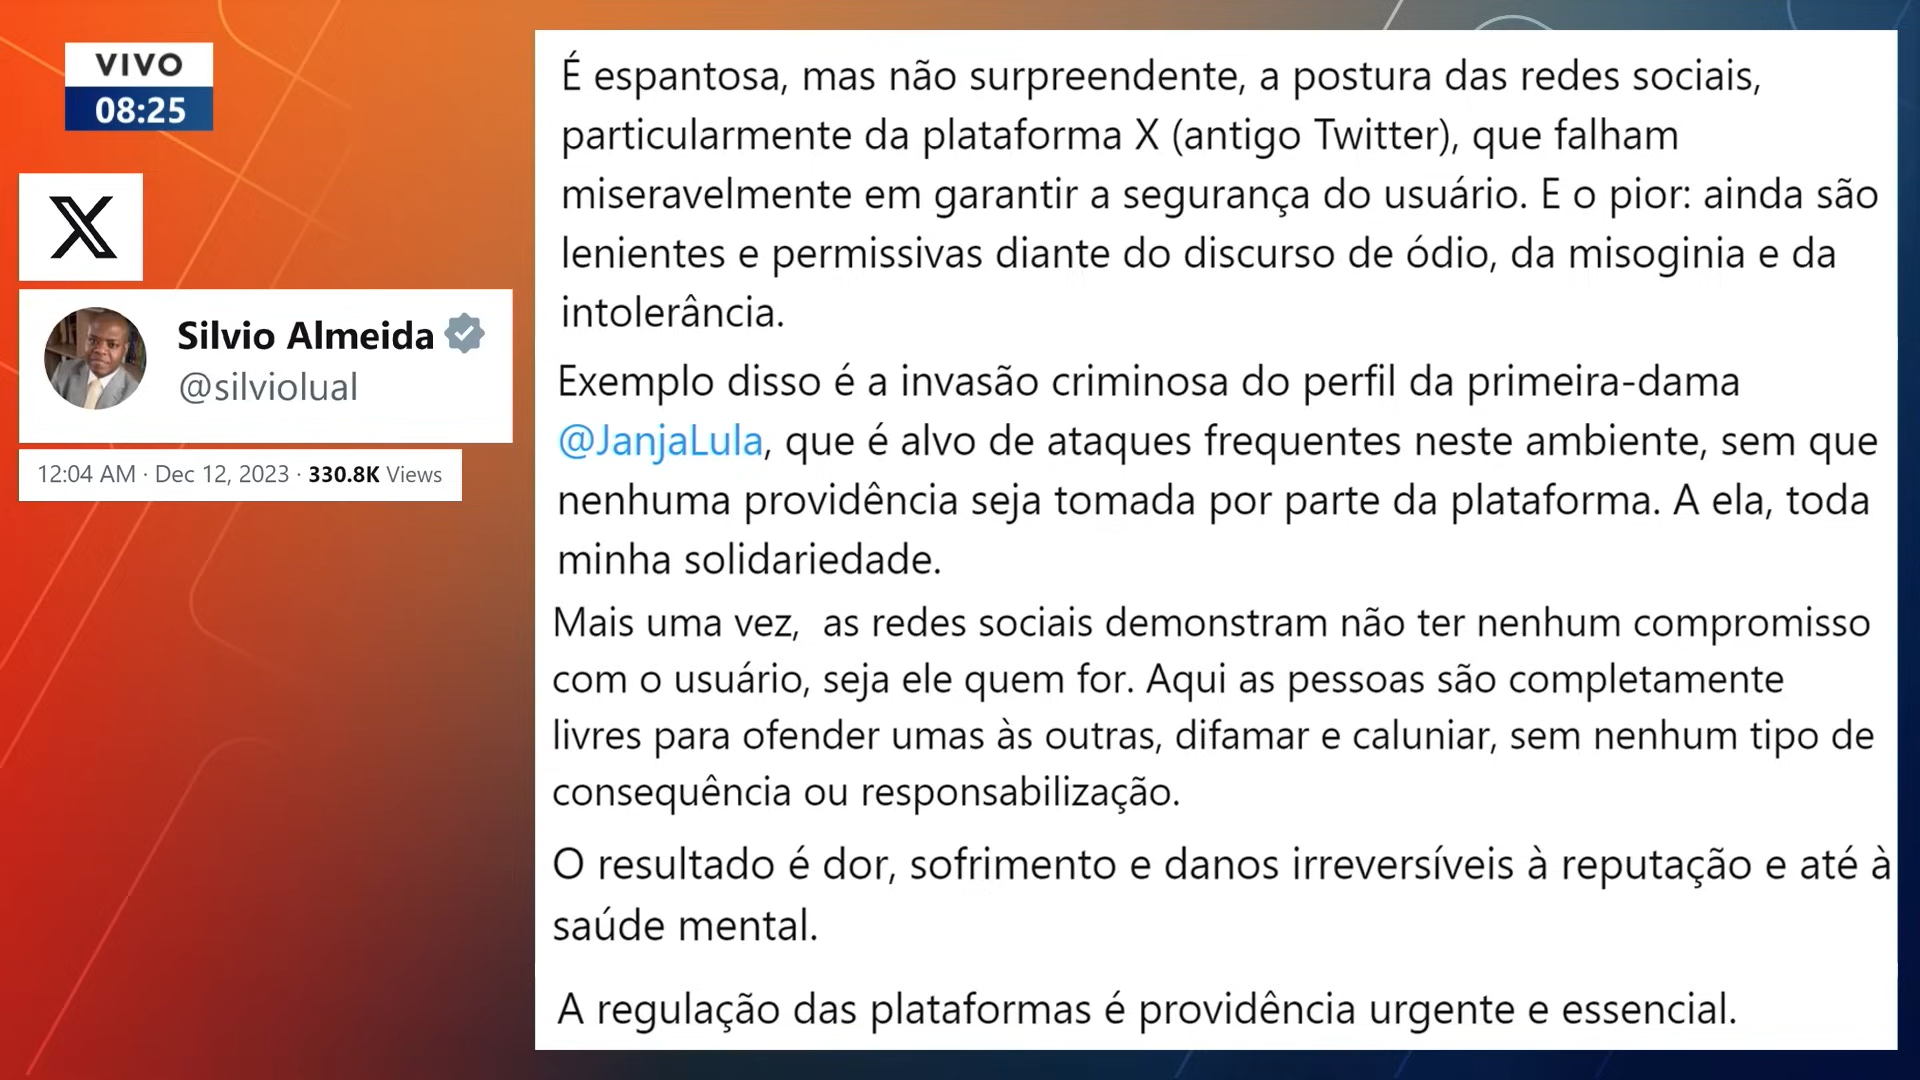 VIVO
08:25
X
Silvio Almeida
@silviolual
12:04 AM · Dec 12, 2023 · 330.8K Views
É espantosa, mas não surpreendente, a postura das redes sociais,
particularmente da plataforma X (antigo Twitter), que falham
miseravelmente em garantir a segurança do usuário. E o pior: ainda são
lenientes e permissivas diante do discurso de ódio, da misoginia e da
intolerância.
Exemplo disso é a invasão criminosa do perfil da primeira-dama
@JanjaLula, que é alvo de ataques frequentes neste ambiente, sem que
nenhuma providência seja tomada por parte da plataforma. A ela, toda
minha solidariedade.
Mais uma vez,  as redes sociais demonstram não ter nenhum compromisso
com o usuário, seja ele quem for. Aqui as pessoas são completamente
livres para ofender umas às outras, difamar e caluniar, sem nenhum tipo de
consequência ou responsabilização.
O resultado é dor, sofrimento e danos irreversíveis à reputação e até à
saúde mental.
A regulação das plataformas é providência urgente e essencial.